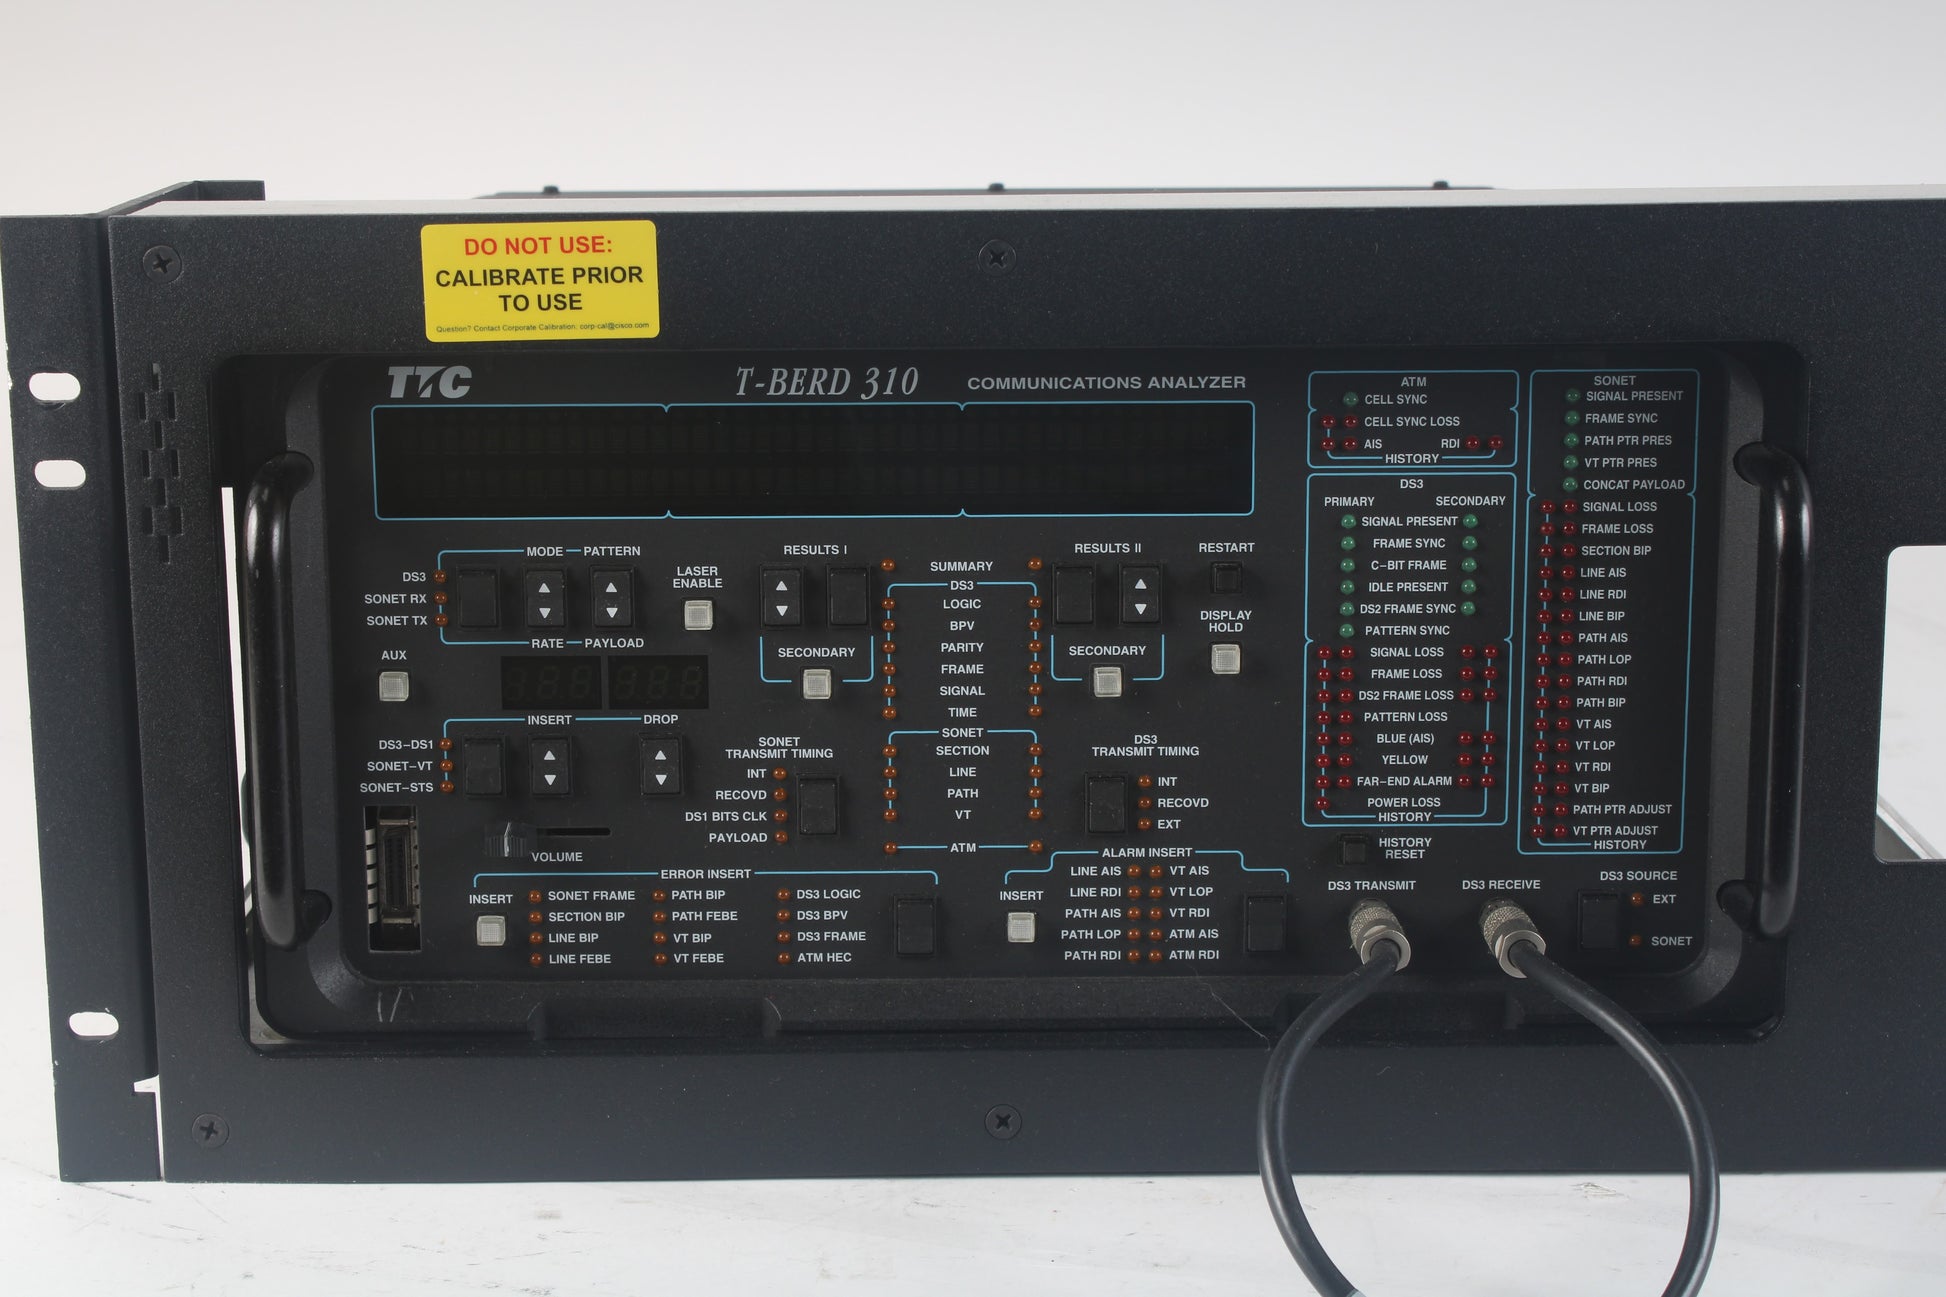 DO NOT USE:
CALIBRATE PRIOR
TO USE
Question? Contact Corporate Calibration: corp-cal@cisco.com
TTC
T-BERD 310
COMMUNICATIONS ANALYZER
MODE
PATTERN
DS3
SONET RX
SONET TX
RATE
PAYLOAD
LASER
ENABLE
AUX
INSERT
DROP
DS3-DS1
SONET-VT
SONET-STS
VOLUME
SONET
TRANSMIT TIMING
INT
RECOVD
DS1 BITS CLK
PAYLOAD
RESULTS I
SECONDARY
SUMMARY
DS3
LOGIC
BPV
PARITY
FRAME
SIGNAL
TIME
SONET
SECTION
LINE
PATH
VT
ATM
RESULTS II
SECONDARY
RESTART
DISPLAY
HOLD
DS3
TRANSMIT TIMING
INT
RECOVD
EXT
ERROR INSERT
INSERT
SONET FRAME
SECTION BIP
LINE BIP
LINE FEBE
PATH BIP
PATH FEBE
VT BIP
VT FEBE
DS3 LOGIC
DS3 BPV
DS3 FRAME
ATM HEC
ALARM INSERT
INSERT
LINE AIS
LINE RDI
PATH AIS
PATH LOP
PATH RDI
VT AIS
VT LOP
VT RDI
ATM AIS
ATM RDI
ATM
CELL SYNC
CELL SYNC LOSS
AIS
RDI
HISTORY
DS3
PRIMARY
SECONDARY
SIGNAL PRESENT
FRAME SYNC
C-BIT FRAME
IDLE PRESENT
DS2 FRAME SYNC
PATTERN SYNC
SIGNAL LOSS
FRAME LOSS
DS2 FRAME LOSS
PATTERN LOSS
BLUE (AIS)
YELLOW
FAR-END ALARM
POWER LOSS
HISTORY
HISTORY
RESET
SONET
SIGNAL PRESENT
FRAME SYNC
PATH PTR PRES
VT PTR PRES
CONCAT PAYLOAD
SIGNAL LOSS
FRAME LOSS
SECTION BIP
LINE AIS
LINE RDI
LINE BIP
PATH AIS
PATH LOP
PATH RDI
PATH BIP
VT AIS
VT LOP
VT RDI
VT BIP
PATH PTR ADJUST
VT PTR ADJUST
HISTORY
DS3 TRANSMIT
DS3 RECEIVE
DS3 SOURCE
EXT
SONET